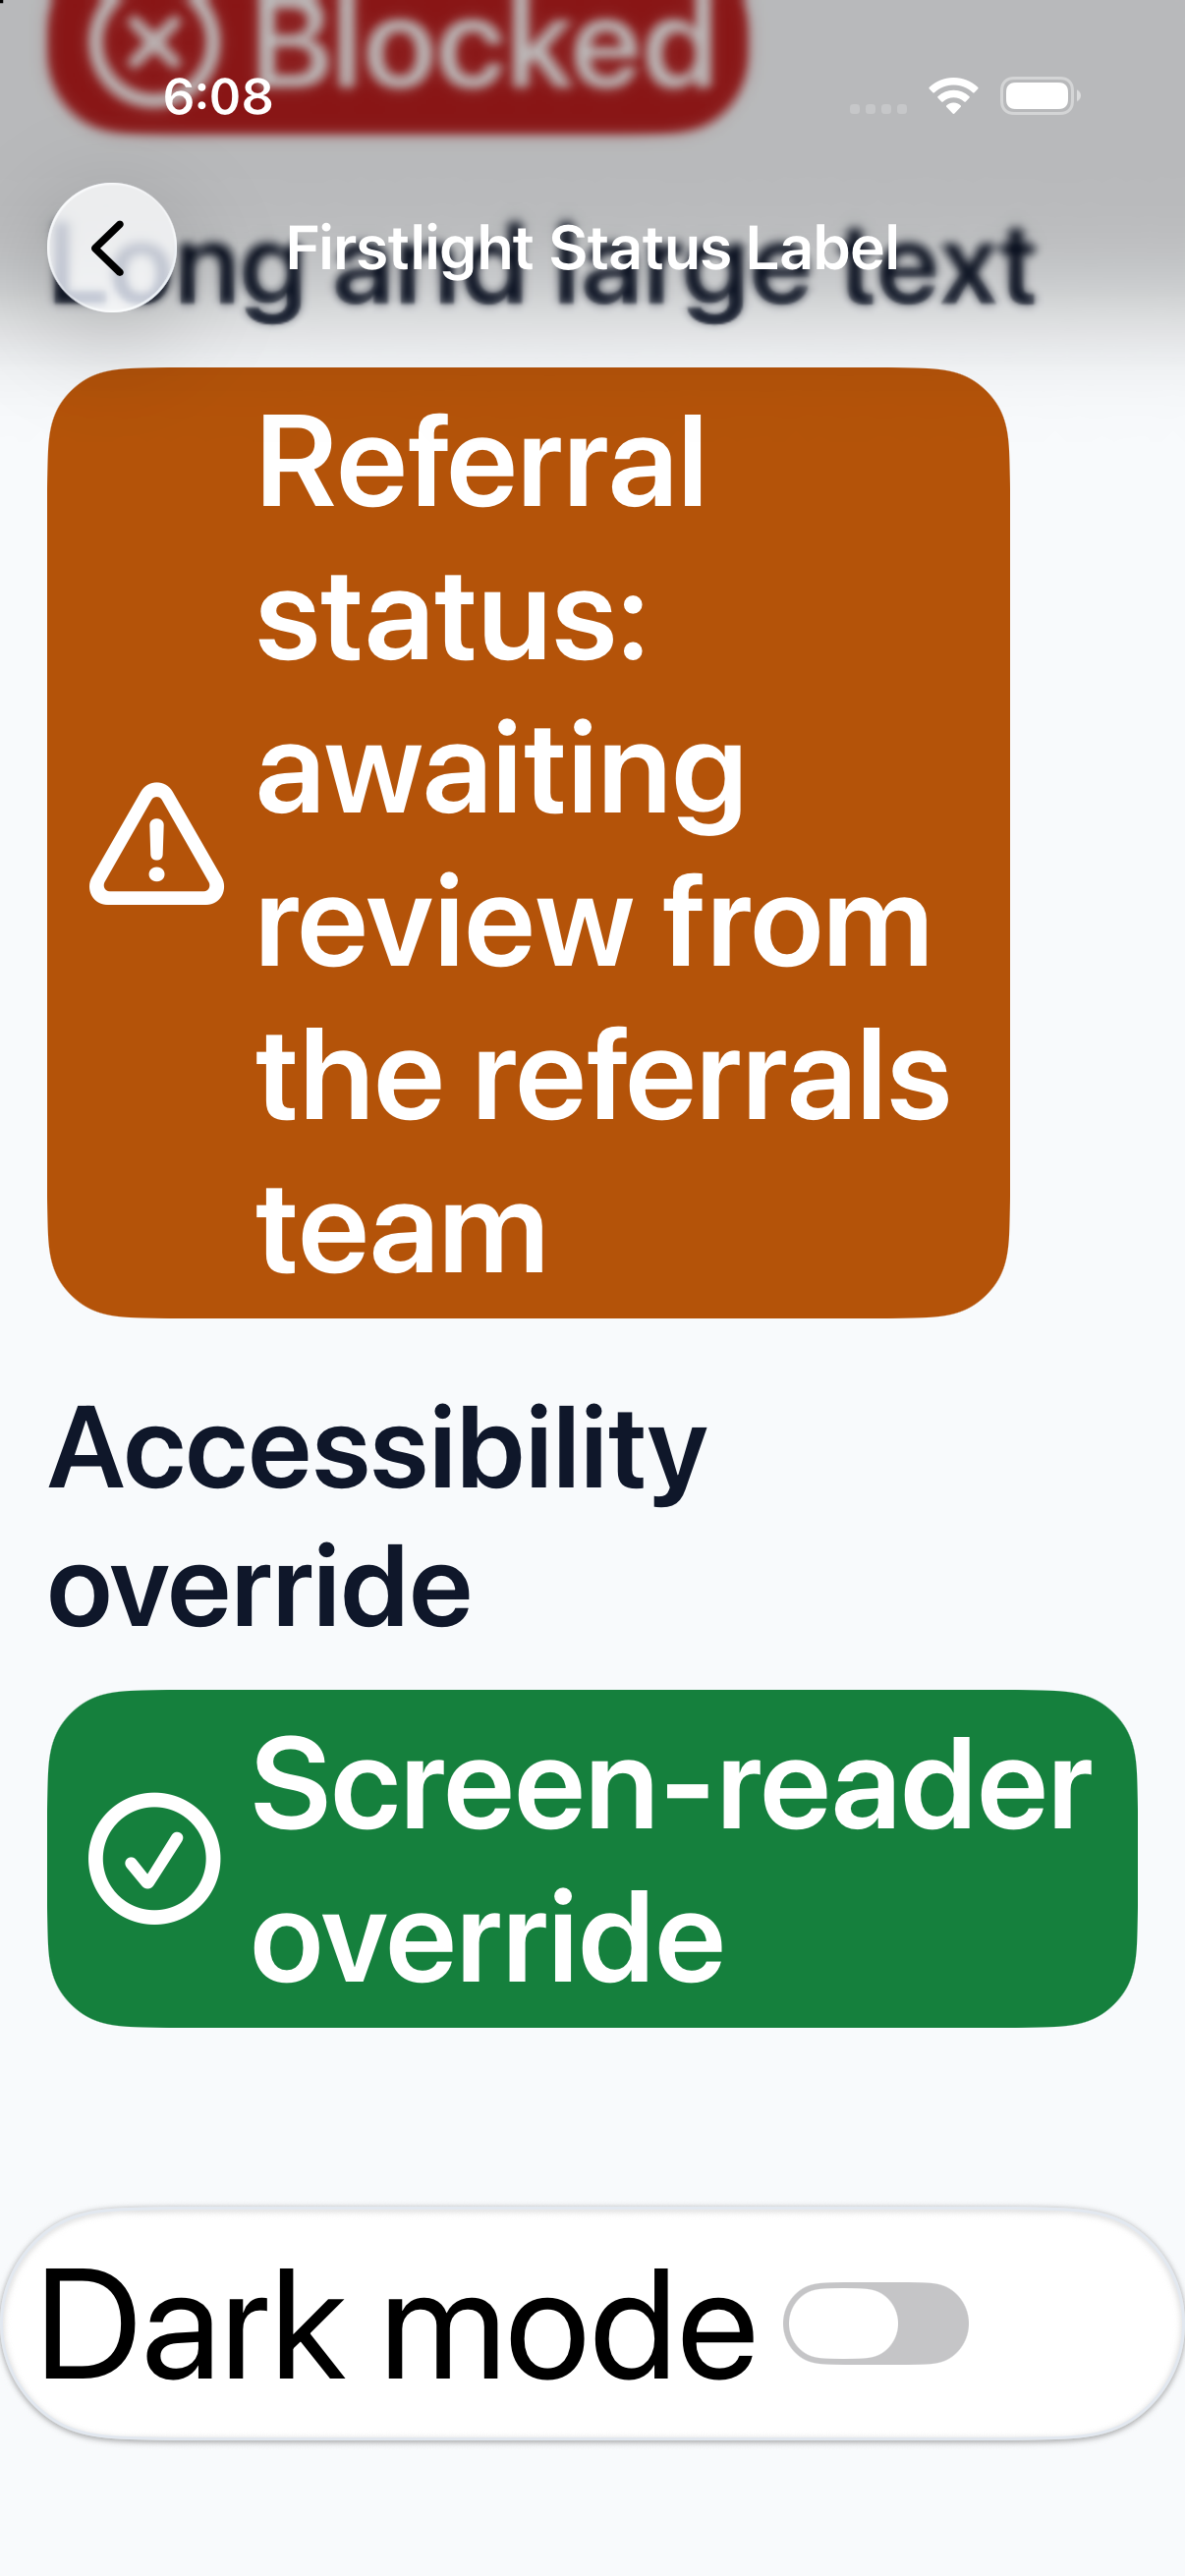 Blocked
6:08
Firstlight Status Label
Long and large text
Referral
status:
awaiting
review from
the referrals
team
Accessibility
override
Screen-reader
override
Dark mode